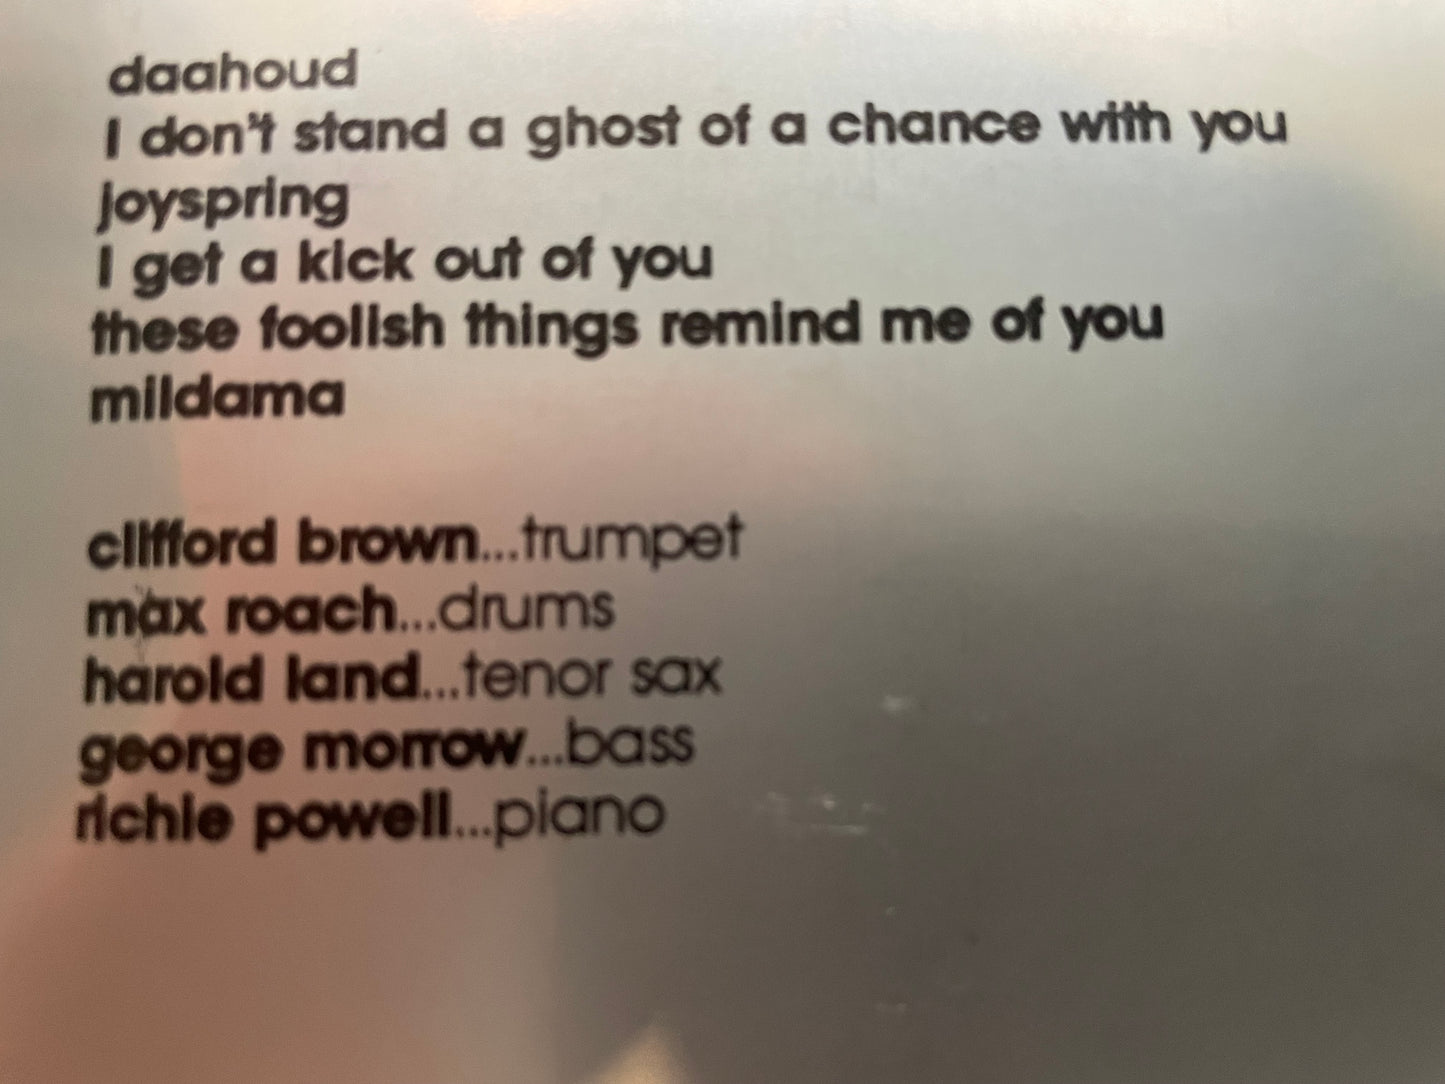 daahoud
I don't stand a ghost of a chance with you
joyspring
I get a kick out of you
these foolish things remind me of you
mildama
clifford brown...trumpet
max roach...drums
harold land...tenor sax
george morrow...bass
richie powell...piano